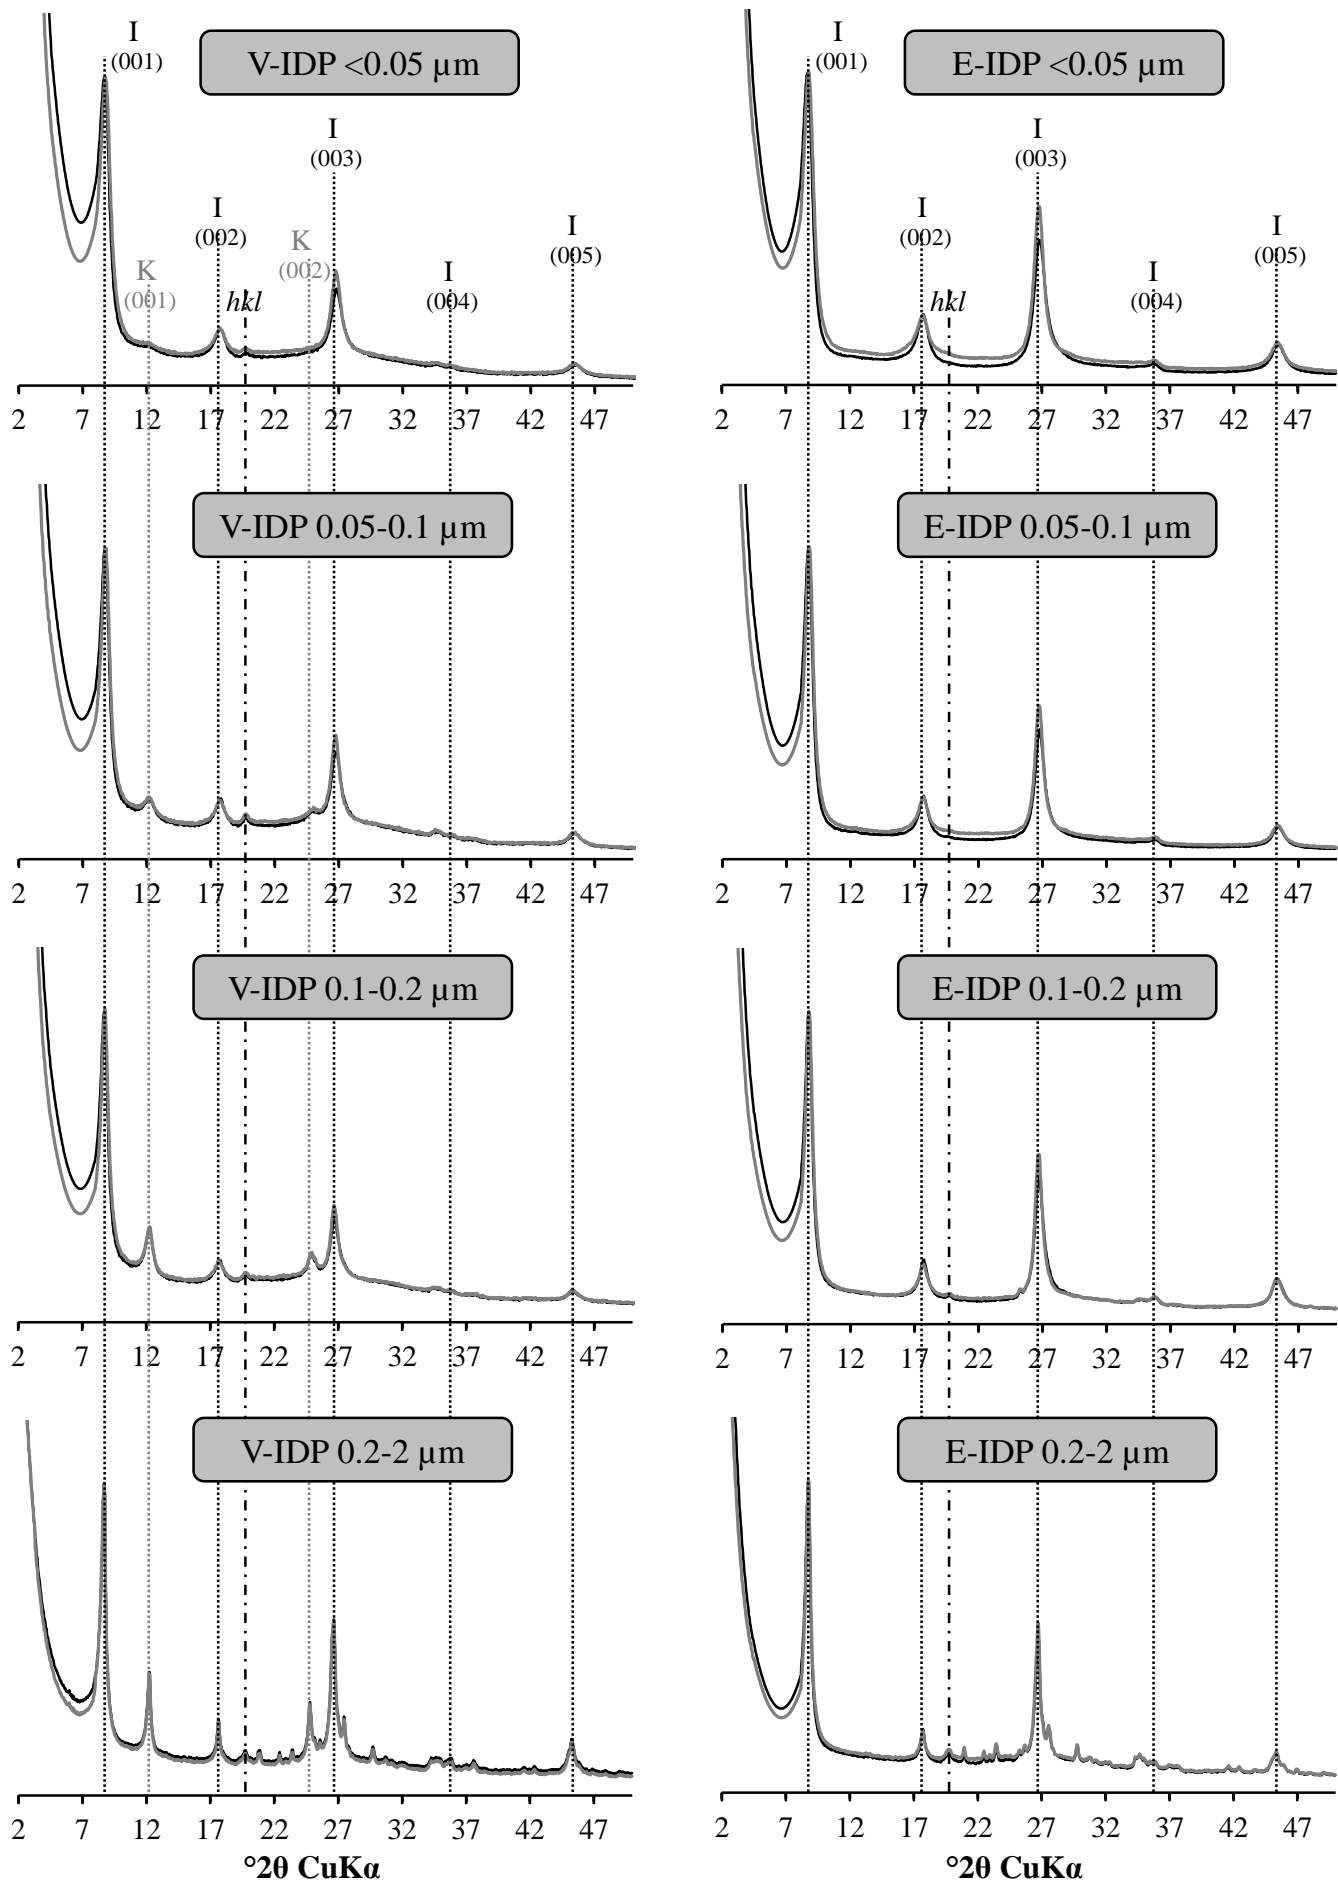 I
(001)
V-IDP <0.05 µm
I
(003)
I
(002)
K
(002)
I
(005)
K
(001)
hkl
I
(004)
2 7 12 17 22 27 32 37 42 47
I
(001)
E-IDP <0.05 µm
I
(003)
I
(002)
I
(005)
hkl
I
(004)
2 7 12 17 22 27 32 37 42 47
V-IDP 0.05-0.1 µm
2 7 12 17 22 27 32 37 42 47
E-IDP 0.05-0.1 µm
2 7 12 17 22 27 32 37 42 47
V-IDP 0.1-0.2 µm
2 7 12 17 22 27 32 37 42 47
E-IDP 0.1-0.2 µm
2 7 12 17 22 27 32 37 42 47
V-IDP 0.2-2 µm
2 7 12 17 22 27 32 37 42 47
°2θ CuKα
E-IDP 0.2-2 µm
2 7 12 17 22 27 32 37 42 47
°2θ CuKα